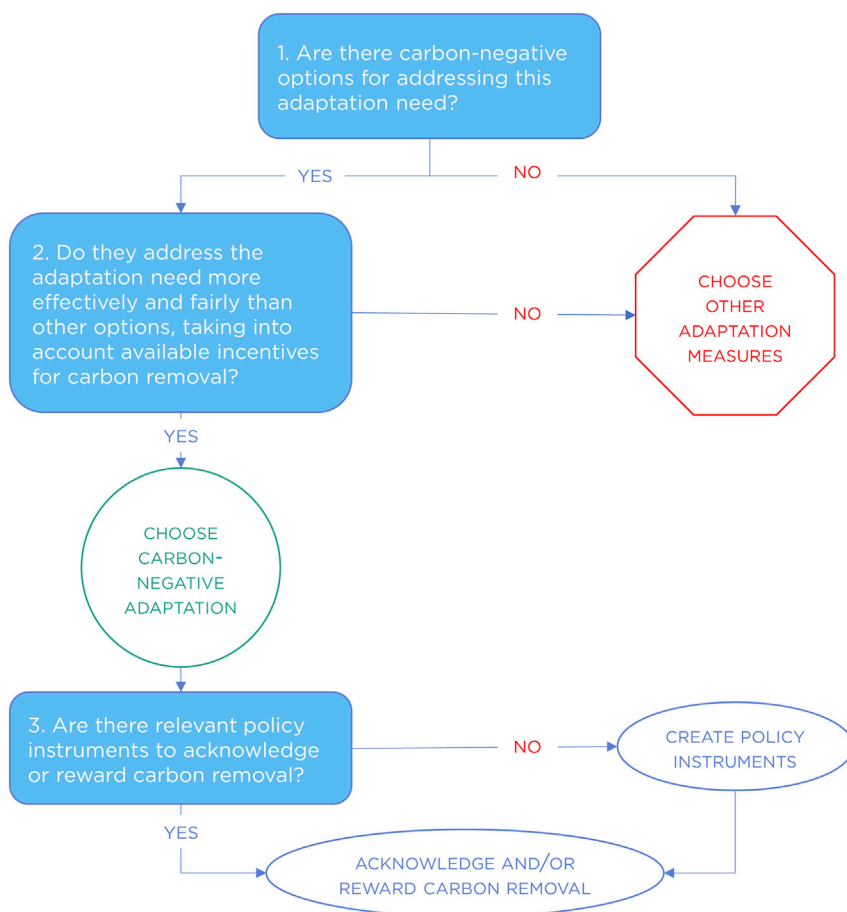 1. Are there carbon-negative
options for addressing this
adaptation need?
YES
NO
2. Do they address the
adaptation need more
effectively and fairly than
other options, taking into
account available incentives
for carbon removal?
NO
CHOOSE
OTHER
ADAPTATION
MEASURES
YES
CHOOSE
CARBON-
NEGATIVE
ADAPTATION
3. Are there relevant policy
instruments to acknowledge
or reward carbon removal?
NO
CREATE POLICY
INSTRUMENTS
YES
ACKNOWLEDGE AND/OR
REWARD CARBON REMOVAL